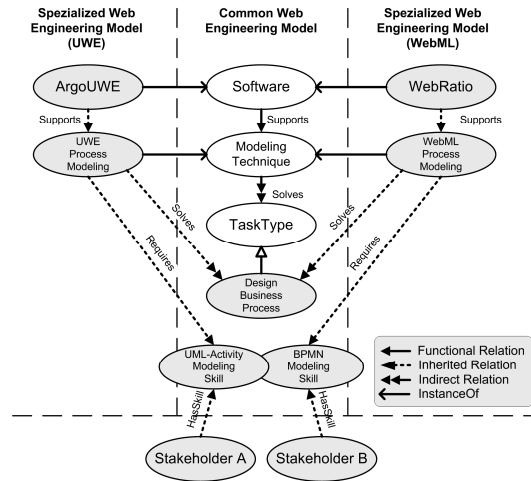 Spezialized Web
Engineering Model
(UWE)
Common Web
Engineering Model
Spezialized Web
Engineering Model
(WebML)
ArgoUWE
Software
WebRatio
Supports
Supports
Supports
UWE
Process
Modeling
Modeling
Technique
WebML
Process
Modeling
Solves
Solves
Solves
TaskType
Requires
Requires
Design
Business
Process
UML-Activity
Modeling
Skill
BPMN
Modeling
Skill
Functional Relation
Inherited Relation
Indirect Relation
InstanceOf
HasSkill
HasSkill
Stakeholder A
Stakeholder B